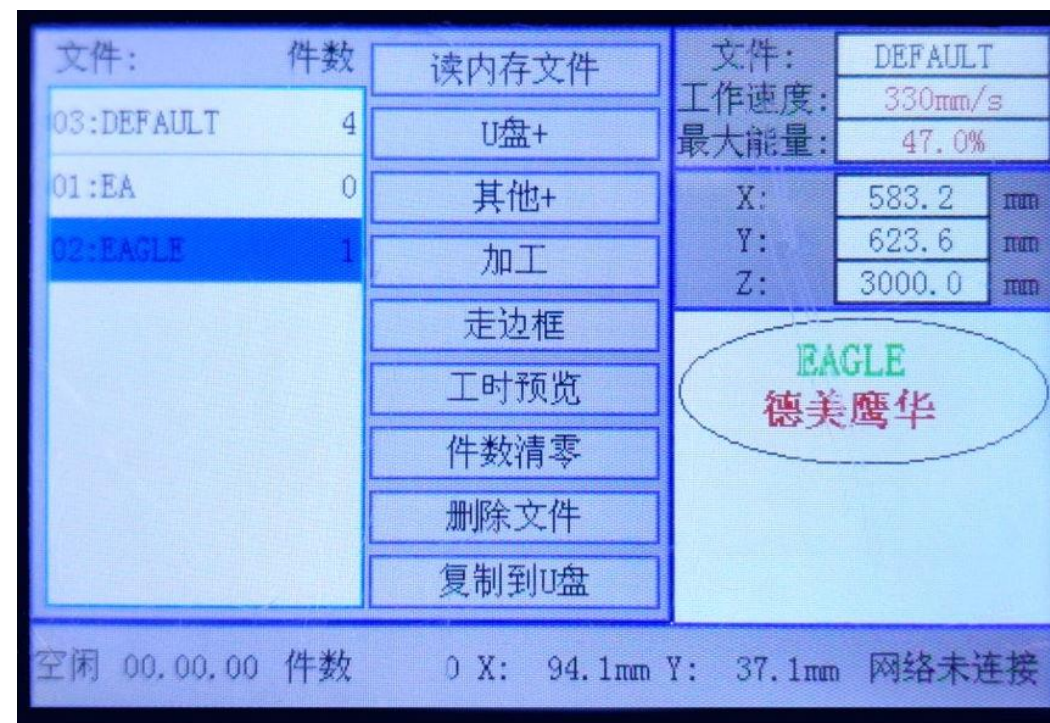 文件: 件数
03:DEFAULT 4
01:EA 0
02:EAGLE 1
读内存文件
U盘+
其他+
加工
走边框
工时预览
件数清零
删除文件
复制到U盘
文件: DEFAULT
工作速度: 330mm/s
最大能量: 47.0%
X: 583.2 mm
Y: 623.6 mm
Z: 3000.0 mm
EAGLE
德美鹰华
空闲 00.00.00 件数 0 X: 94.1mm Y: 37.1mm 网络未连接